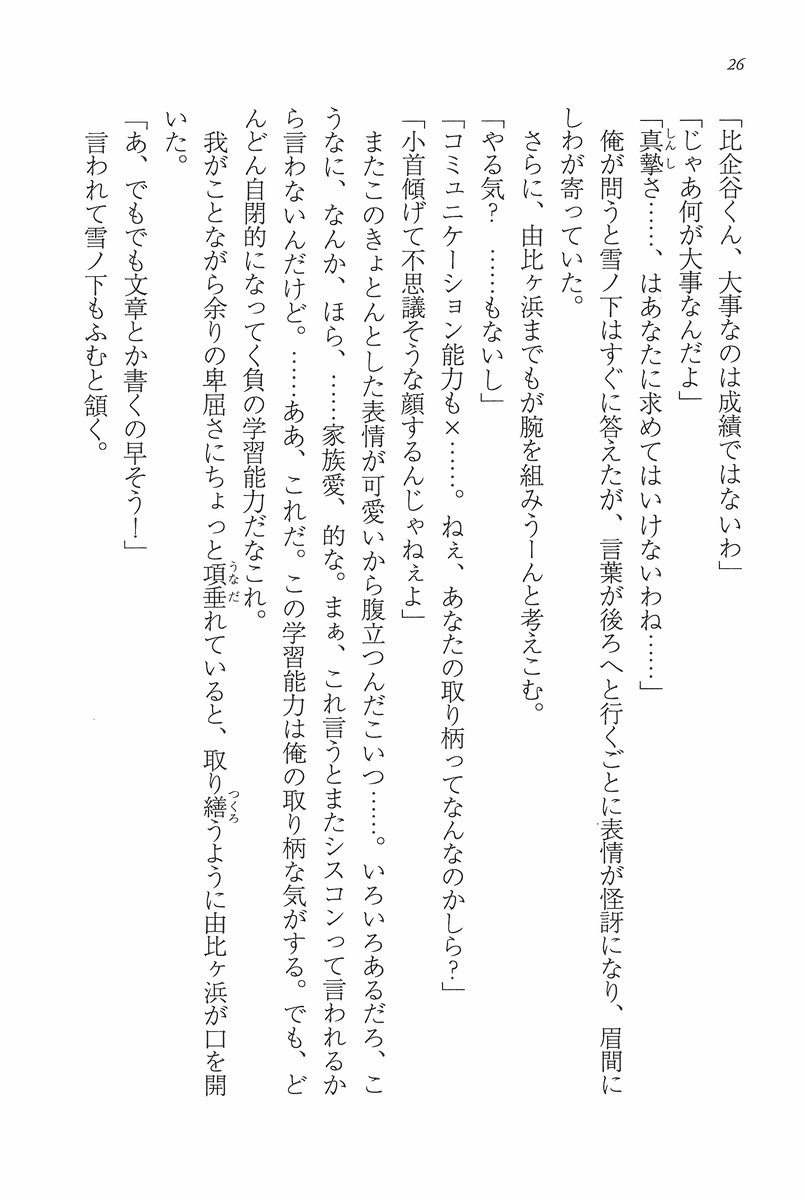 26
「比企谷くん、大事なのは成績ではないわ」
「じゃあ何が大事なんだよ」
「真摯さ……、はあなたに求めてはいけないわね……」
しんし
俺が問うと雪ノ下はすぐに答えたが、言葉が後ろへと行くごとに表情が怪訝になり、眉間に
しわが寄っていた。
さらに、由比ヶ浜までもが腕を組みうーんと考えこむ。
「やる気？　……もないし」
「コミュニケーション能力も×……。ねぇ、あなたの取り柄ってなんなのかしら？」
「小首傾げて不思議そうな顔するんじゃねぇよ」
またこのきょとんとした表情が可愛いから腹立つんだこいつ……。いろいろあるだろ、こ
うなに、なんか、ほら、……家族愛、的な。まぁ、これ言うとまたシスコンって言われるか
ら言わないんだけど。……ああ、これだ。この学習能力は俺の取り柄な気がする。でも、ど
んどん自閉的になってく負の学習能力だなこれ。
我がことながら余りの卑屈さにちょっと項垂れていると、取り繕うように由比ヶ浜が口を開
うなだ
つくろ
いた。
「あ、でもでも文章とか書くの早そう！」
言われて雪ノ下もふむと頷く。